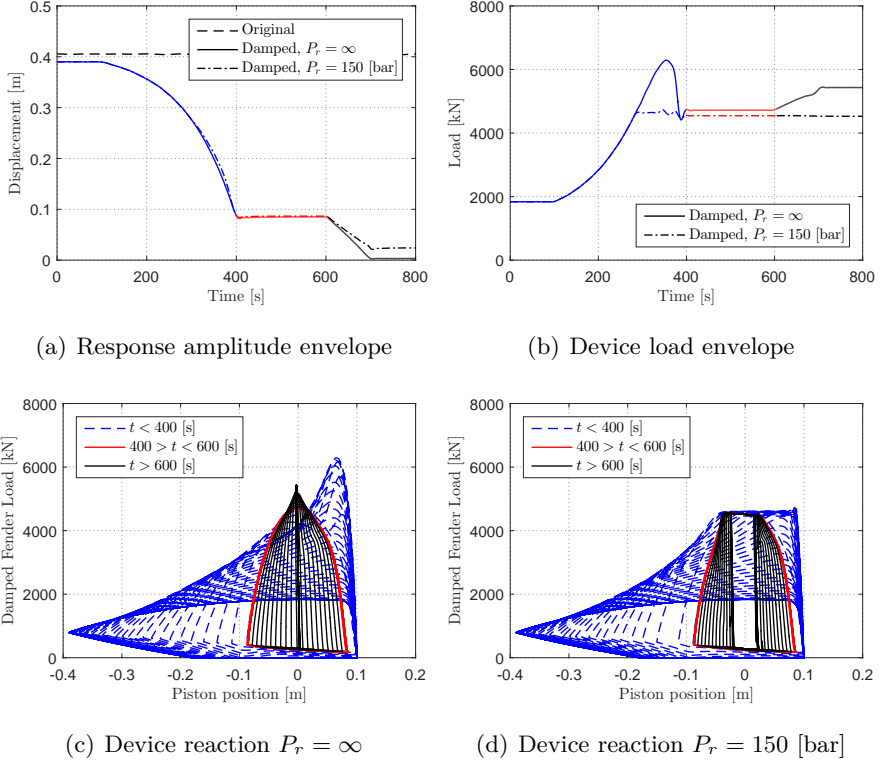 0.5
0.4
0.3
0.2
0.1
0
0 200 400 600 800
Displacement [m]
Time [s]
Original
Damped, P_r = ∞
Damped, P_r = 150 [bar]
(a) Response amplitude envelope
8000
6000
4000
2000
0
0 200 400 600 800
Load [kN]
Time [s]
Damped, P_r = ∞
Damped, P_r = 150 [bar]
(b) Device load envelope
8000
6000
4000
2000
0
-0.4 -0.3 -0.2 -0.1 0 0.1 0.2
Damped Fender Load [kN]
Piston position [m]
t < 400 [s]
400 > t < 600 [s]
t > 600 [s]
(c) Device reaction P_r = ∞
8000
6000
4000
2000
0
-0.4 -0.3 -0.2 -0.1 0 0.1 0.2
Damped Fender Load [kN]
Piston position [m]
t < 400 [s]
400 > t < 600 [s]
t > 600 [s]
(d) Device reaction P_r = 150 [bar]